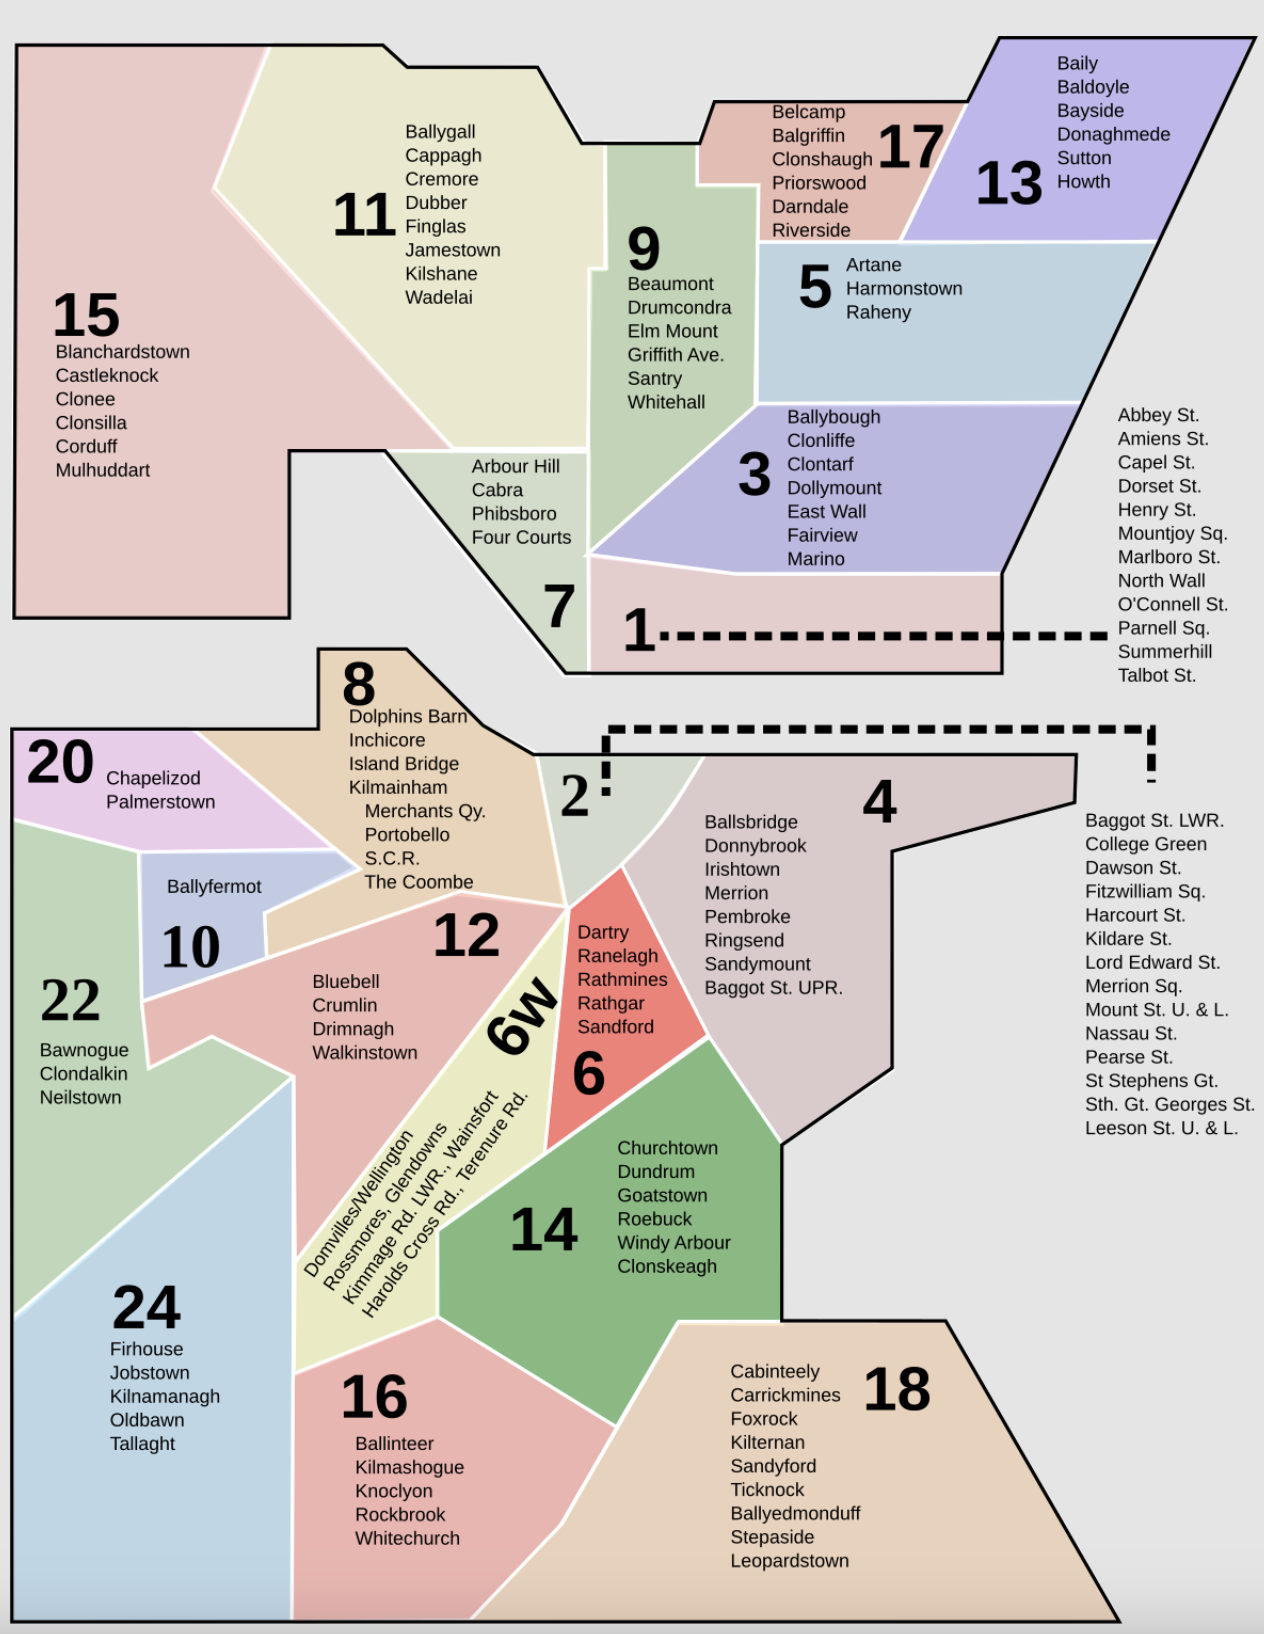 15
Blanchardstown
Castleknock
Clonee
Clonsilla
Corduff
Mulhuddart
11
Ballygall
Cappagh
Cremore
Dubber
Finglas
Jamestown
Kilshane
Wadelai
9
Beaumont
Drumcondra
Elm Mount
Griffith Ave.
Santry
Whitehall
17
Belcamp
Balgriffin
Clonshaugh
Priorswood
Darndale
Riverside
13
Baily
Baldoyle
Bayside
Donaghmede
Sutton
Howth
5
Artane
Harmonstown
Raheny
3
Ballybough
Clonliffe
Clontarf
Dollymount
East Wall
Fairview
Marino
Arbour Hill
Cabra
Phibsboro
Four Courts
7
1
Abbey St.
Amiens St.
Capel St.
Dorset St.
Henry St.
Mountjoy Sq.
Marlboro St.
North Wall
O'Connell St.
Parnell Sq.
Summerhill
Talbot St.
8
Dolphins Barn
Inchicore
Island Bridge
Kilmainham
Merchants Qy.
Portobello
S.C.R.
The Coombe
20
Chapelizod
Palmerstown
2
Baggot St. LWR.
College Green
Dawson St.
Fitzwilliam Sq.
Harcourt St.
Kildare St.
Lord Edward St.
Merrion Sq.
Mount St. U. & L.
Nassau St.
Pearse St.
St Stephens Gt.
Sth. Gt. Georges St.
Leeson St. U. & L.
4
Ballsbridge
Donnybrook
Irishtown
Merrion
Pembroke
Ringsend
Sandymount
Baggot St. UPR.
Ballyfermot
10
12
Bluebell
Crumlin
Drimnagh
Walkinstown
22
Bawnogue
Clondalkin
Neilstown
6w
Domvilles/Wellington
Rossmores, Glendowns
Kimmage Rd. LWR., Wainsfort
Harolds Cross Rd., Terenure Rd.
Dartry
Ranelagh
Rathmines
Rathgar
Sandford
6
14
Churchtown
Dundrum
Goatstown
Roebuck
Windy Arbour
Clonskeagh
24
Firhouse
Jobstown
Kilnamanagh
Oldbawn
Tallaght
16
Ballinteer
Kilmashogue
Knoclyon
Rockbrook
Whitechurch
18
Cabinteely
Carrickmines
Foxrock
Kilternan
Sandyford
Ticknock
Ballyedmonduff
Stepaside
Leopardstown